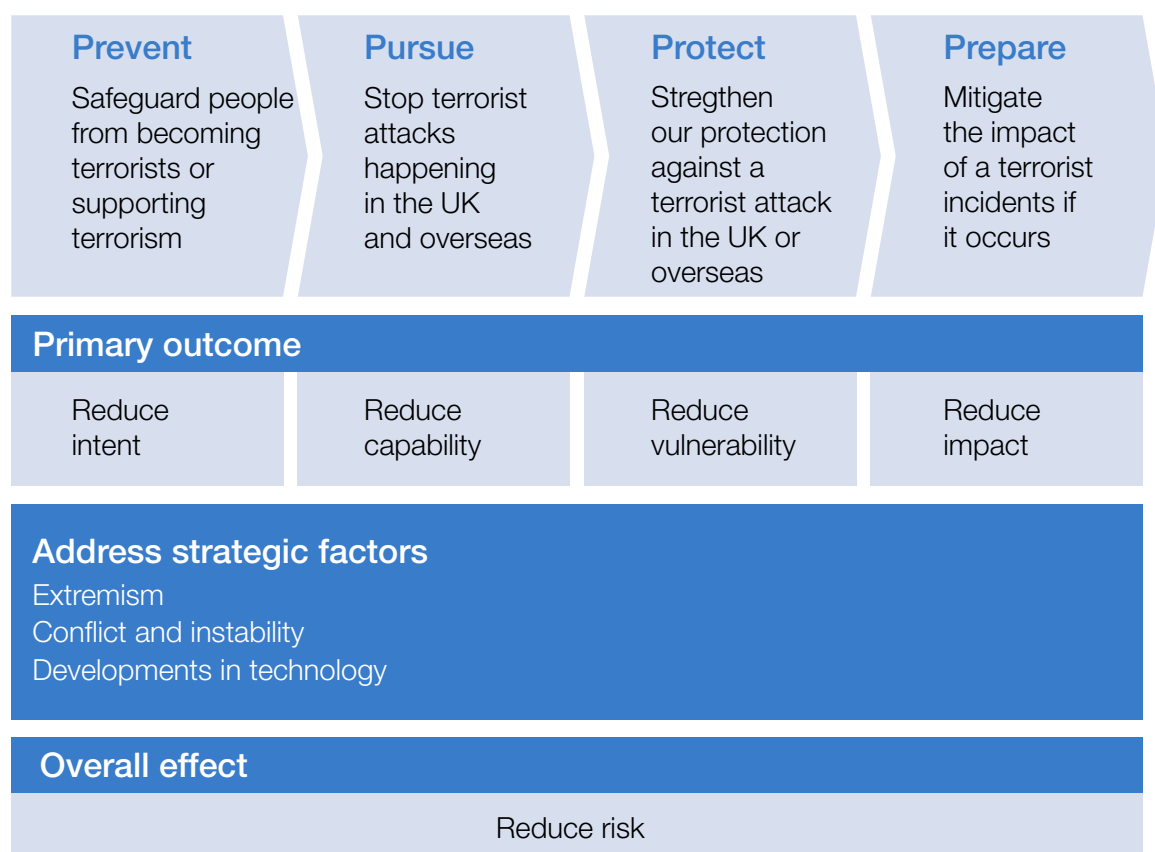 Prevent
Safeguard people
from becoming
terrorists or
supporting
terrorism
Pursue
Stop terrorist
attacks
happening
in the UK
and overseas
Protect
Stregthen
our protection
against a
terrorist attack
in the UK or
overseas
Prepare
Mitigate
the impact
of a terrorist
incidents if
it occurs
Primary outcome
Reduce
intent
Reduce
capability
Reduce
vulnerability
Reduce
impact
Address strategic factors
Extremism
Conflict and instability
Developments in technology
Overall effect
Reduce risk